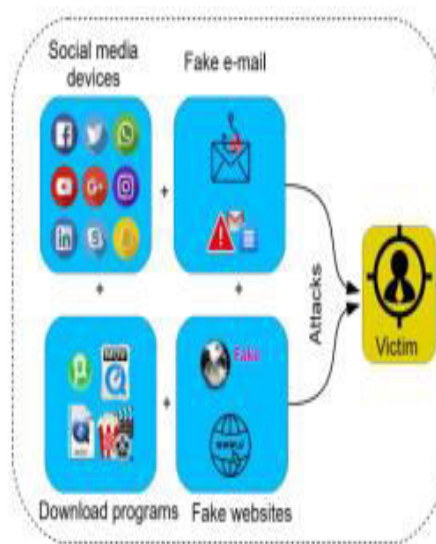 Social media
devices
Fake e-mail
Fake
Attacks
Victim
Download programs
Fake websites